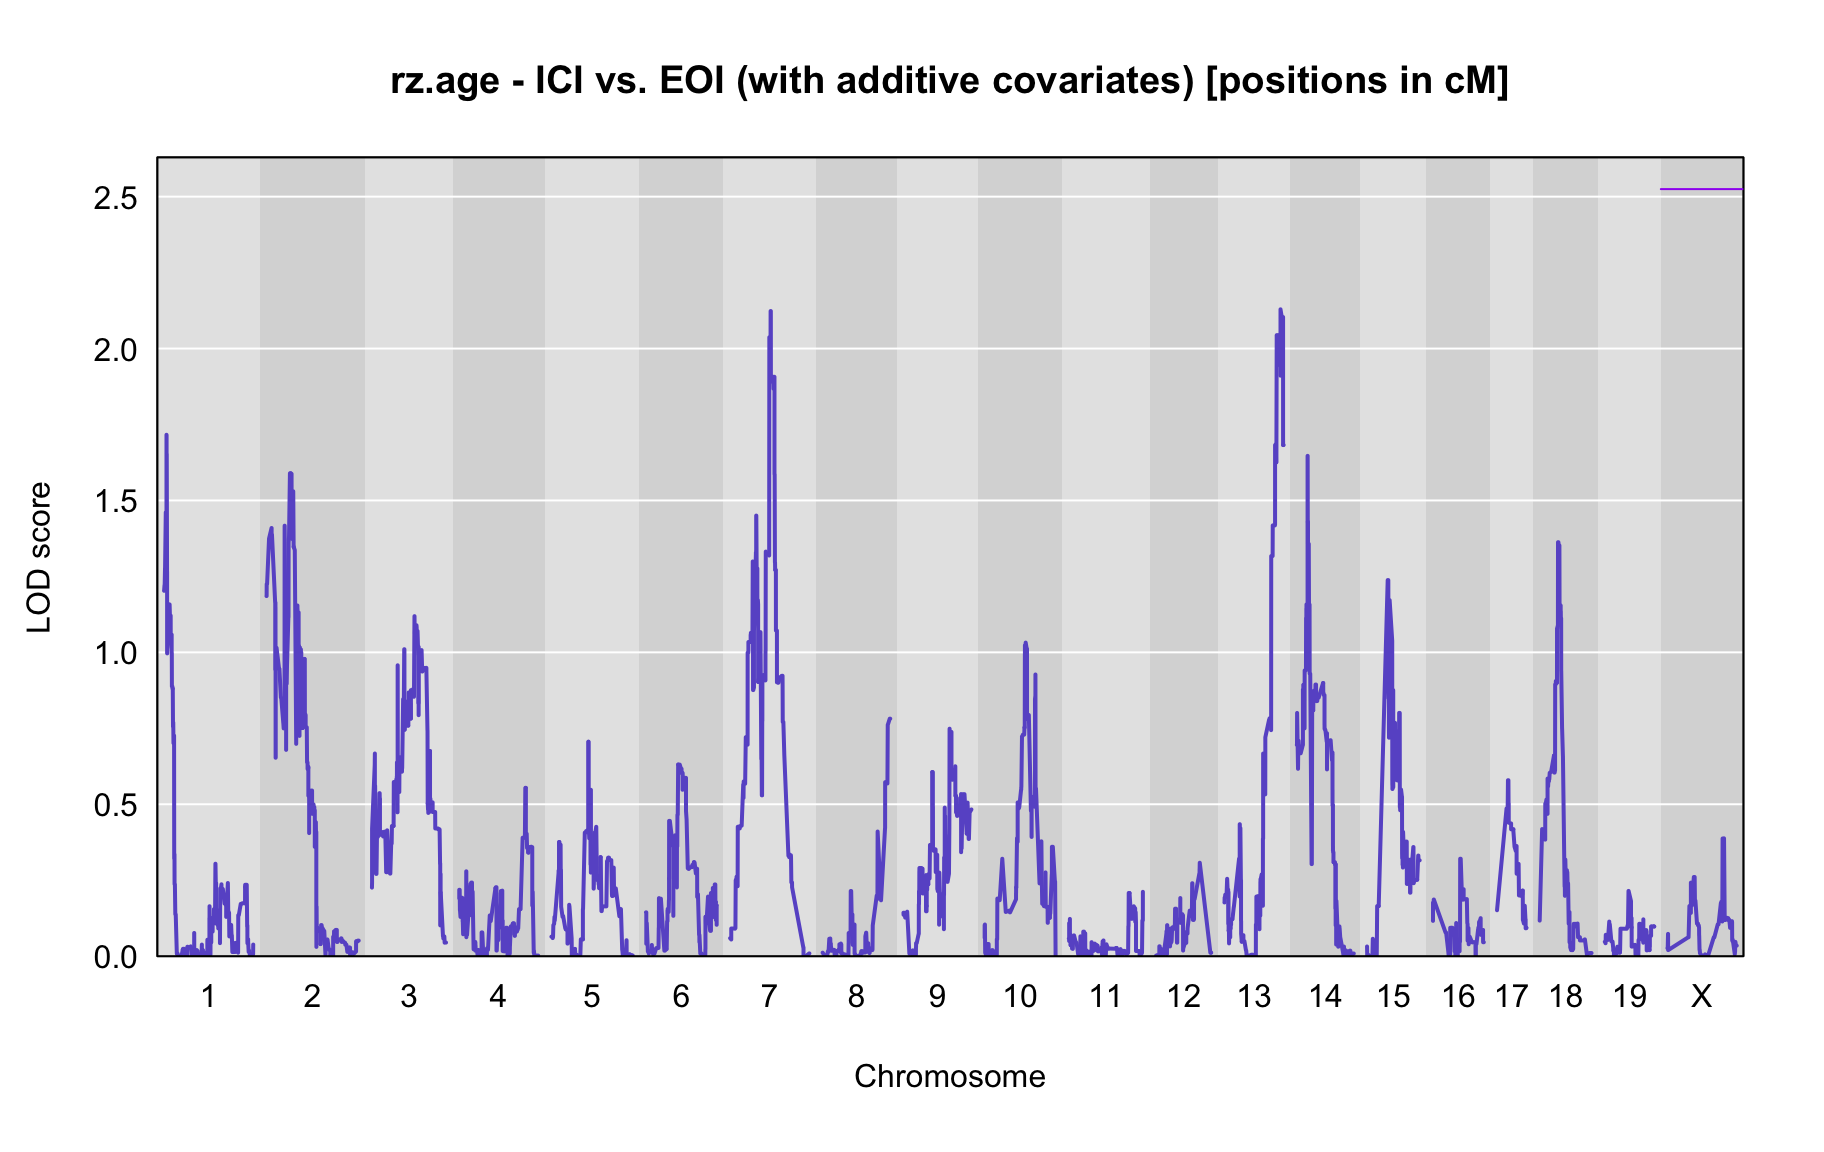 rz.age - ICI vs. EOI (with additive covariates) [positions in cM]
2.5
2.0
1.5
1.0
0.5
0.0
LOD score
1 2 3 4 5 6 7 8 9 10 11 12 13 14 15 16 17 18 19 X
Chromosome